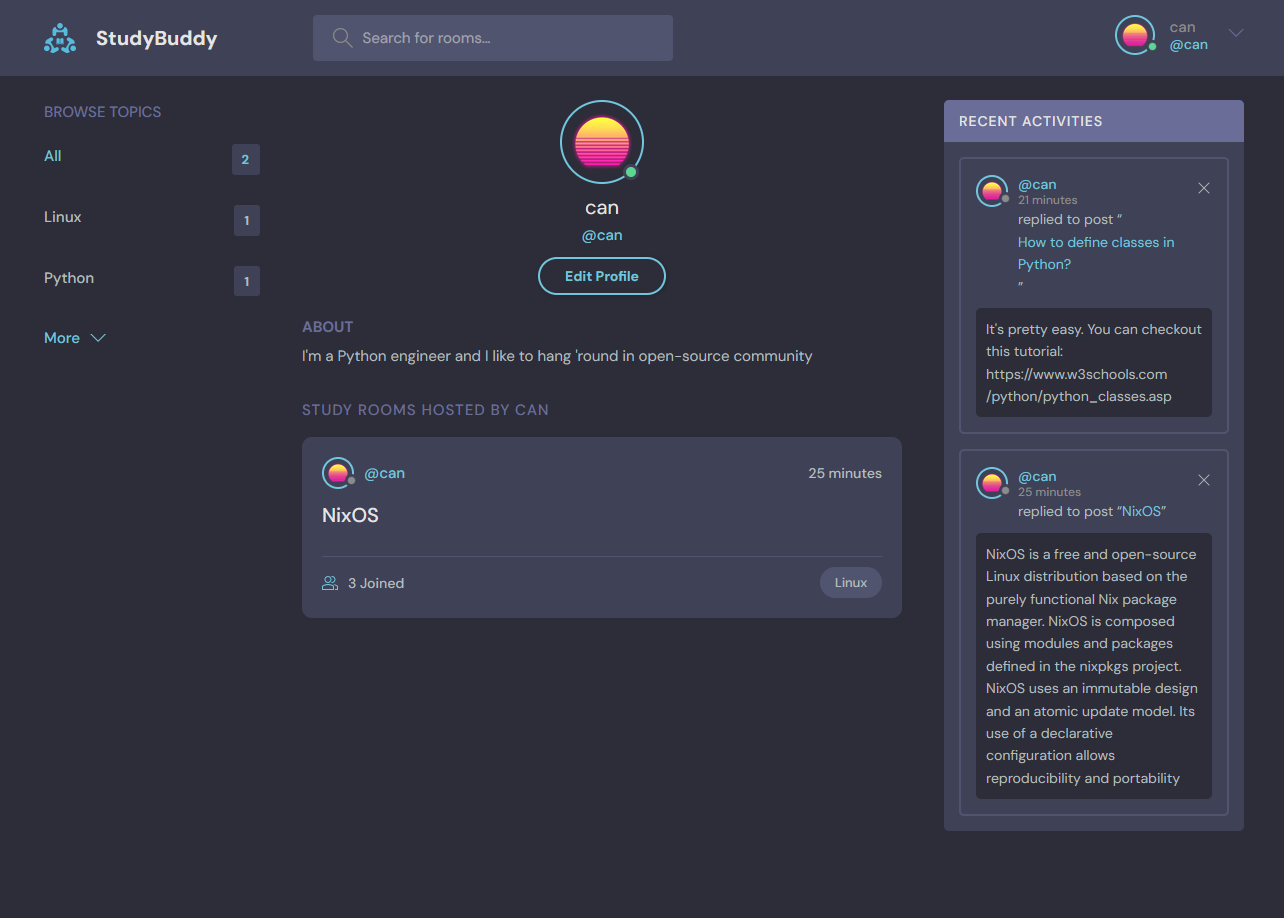 StudyBuddy
Search for rooms...
can
@can
BROWSE TOPICS
All
2
Linux
1
Python
1
More
can
@can
Edit Profile
ABOUT
I'm a Python engineer and I like to hang 'round in open-source community
STUDY ROOMS HOSTED BY CAN
@can
25 minutes
NixOS
3 Joined
Linux
RECENT ACTIVITIES
@can
21 minutes
replied to post “
How to define classes in
Python?
”
It's pretty easy. You can checkout
this tutorial:
https://www.w3schools.com
/python/python_classes.asp
@can
25 minutes
replied to post “NixOS”
NixOS is a free and open-source
Linux distribution based on the
purely functional Nix package
manager. NixOS is composed
using modules and packages
defined in the nixpkgs project.
NixOS uses an immutable design
and an atomic update model. Its
use of a declarative
configuration allows
reproducibility and portability